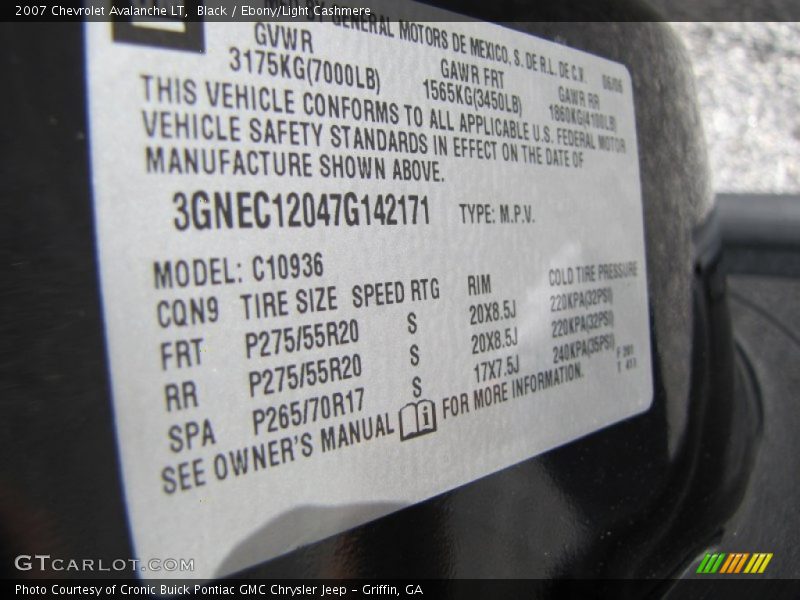 2007 Chevrolet Avalanche LT, Black / Ebony/Light Cashmere
BY GENERAL MOTORS DE MEXICO, S. DE R.L. DE C.V. 06/06
GVWR GAWR FRT GAWR RR
3175KG(7000LB) 1565KG(3450LB) 1860KG(4100LB)
THIS VEHICLE CONFORMS TO ALL APPLICABLE U.S. FEDERAL MOTOR
VEHICLE SAFETY STANDARDS IN EFFECT ON THE DATE OF
MANUFACTURE SHOWN ABOVE.
3GNEC12047G142171 TYPE: M.P.V.
MODEL: C10936
CQN9 TIRE SIZE SPEED RTG RIM COLD TIRE PRESSURE
FRT P275/55R20 S 20X8.5J 220KPA(32PSI)
RR P275/55R20 S 20X8.5J 220KPA(32PSI)
SPA P265/70R17 S 17X7.5J 240KPA(35PSI)
SEE OWNER'S MANUAL i FOR MORE INFORMATION.
GTCARLOT.COM
Photo Courtesy of Cronic Buick Pontiac GMC Chrysler Jeep – Griffin, GA